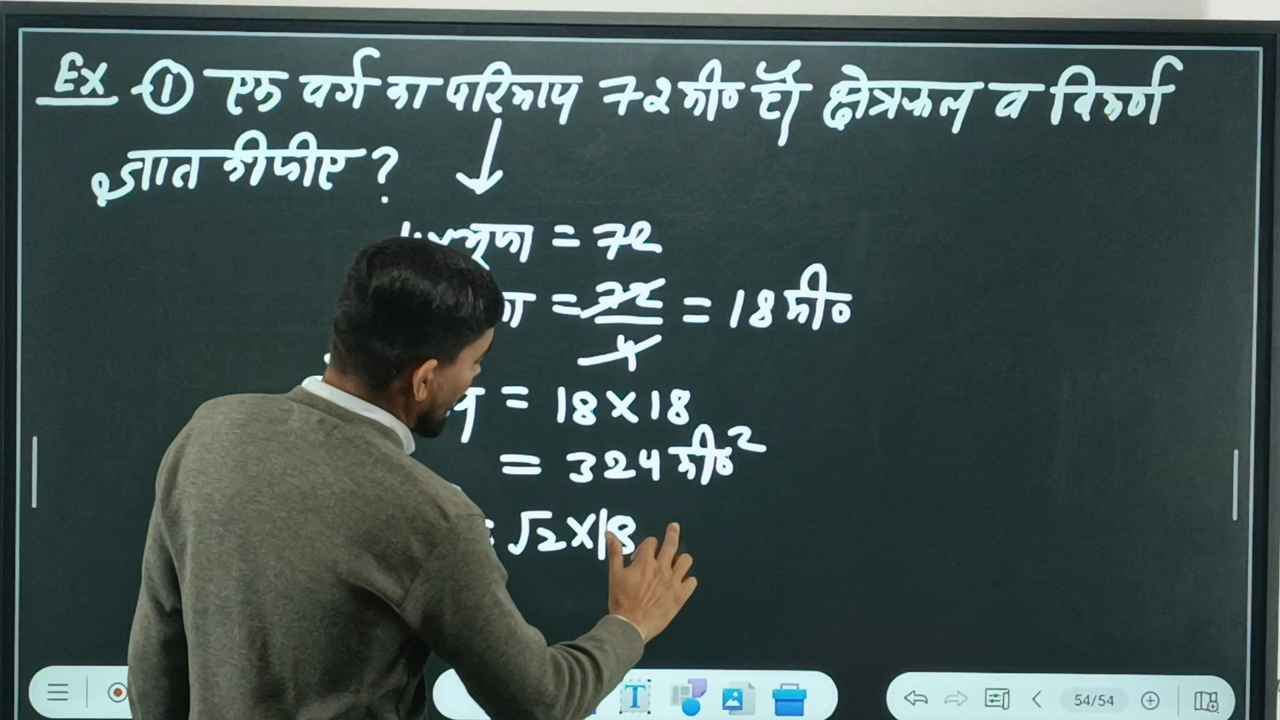 Ex ① एक वर्ग का परिमाप 72 मी० हो क्षेत्रफल व विकर्ण
ज्ञात कीजिए ?
भुजा = 72
= 72/4 = 18 मी०
= 18 × 18
= 324 मी०²
= √2 × 18
T
54/54